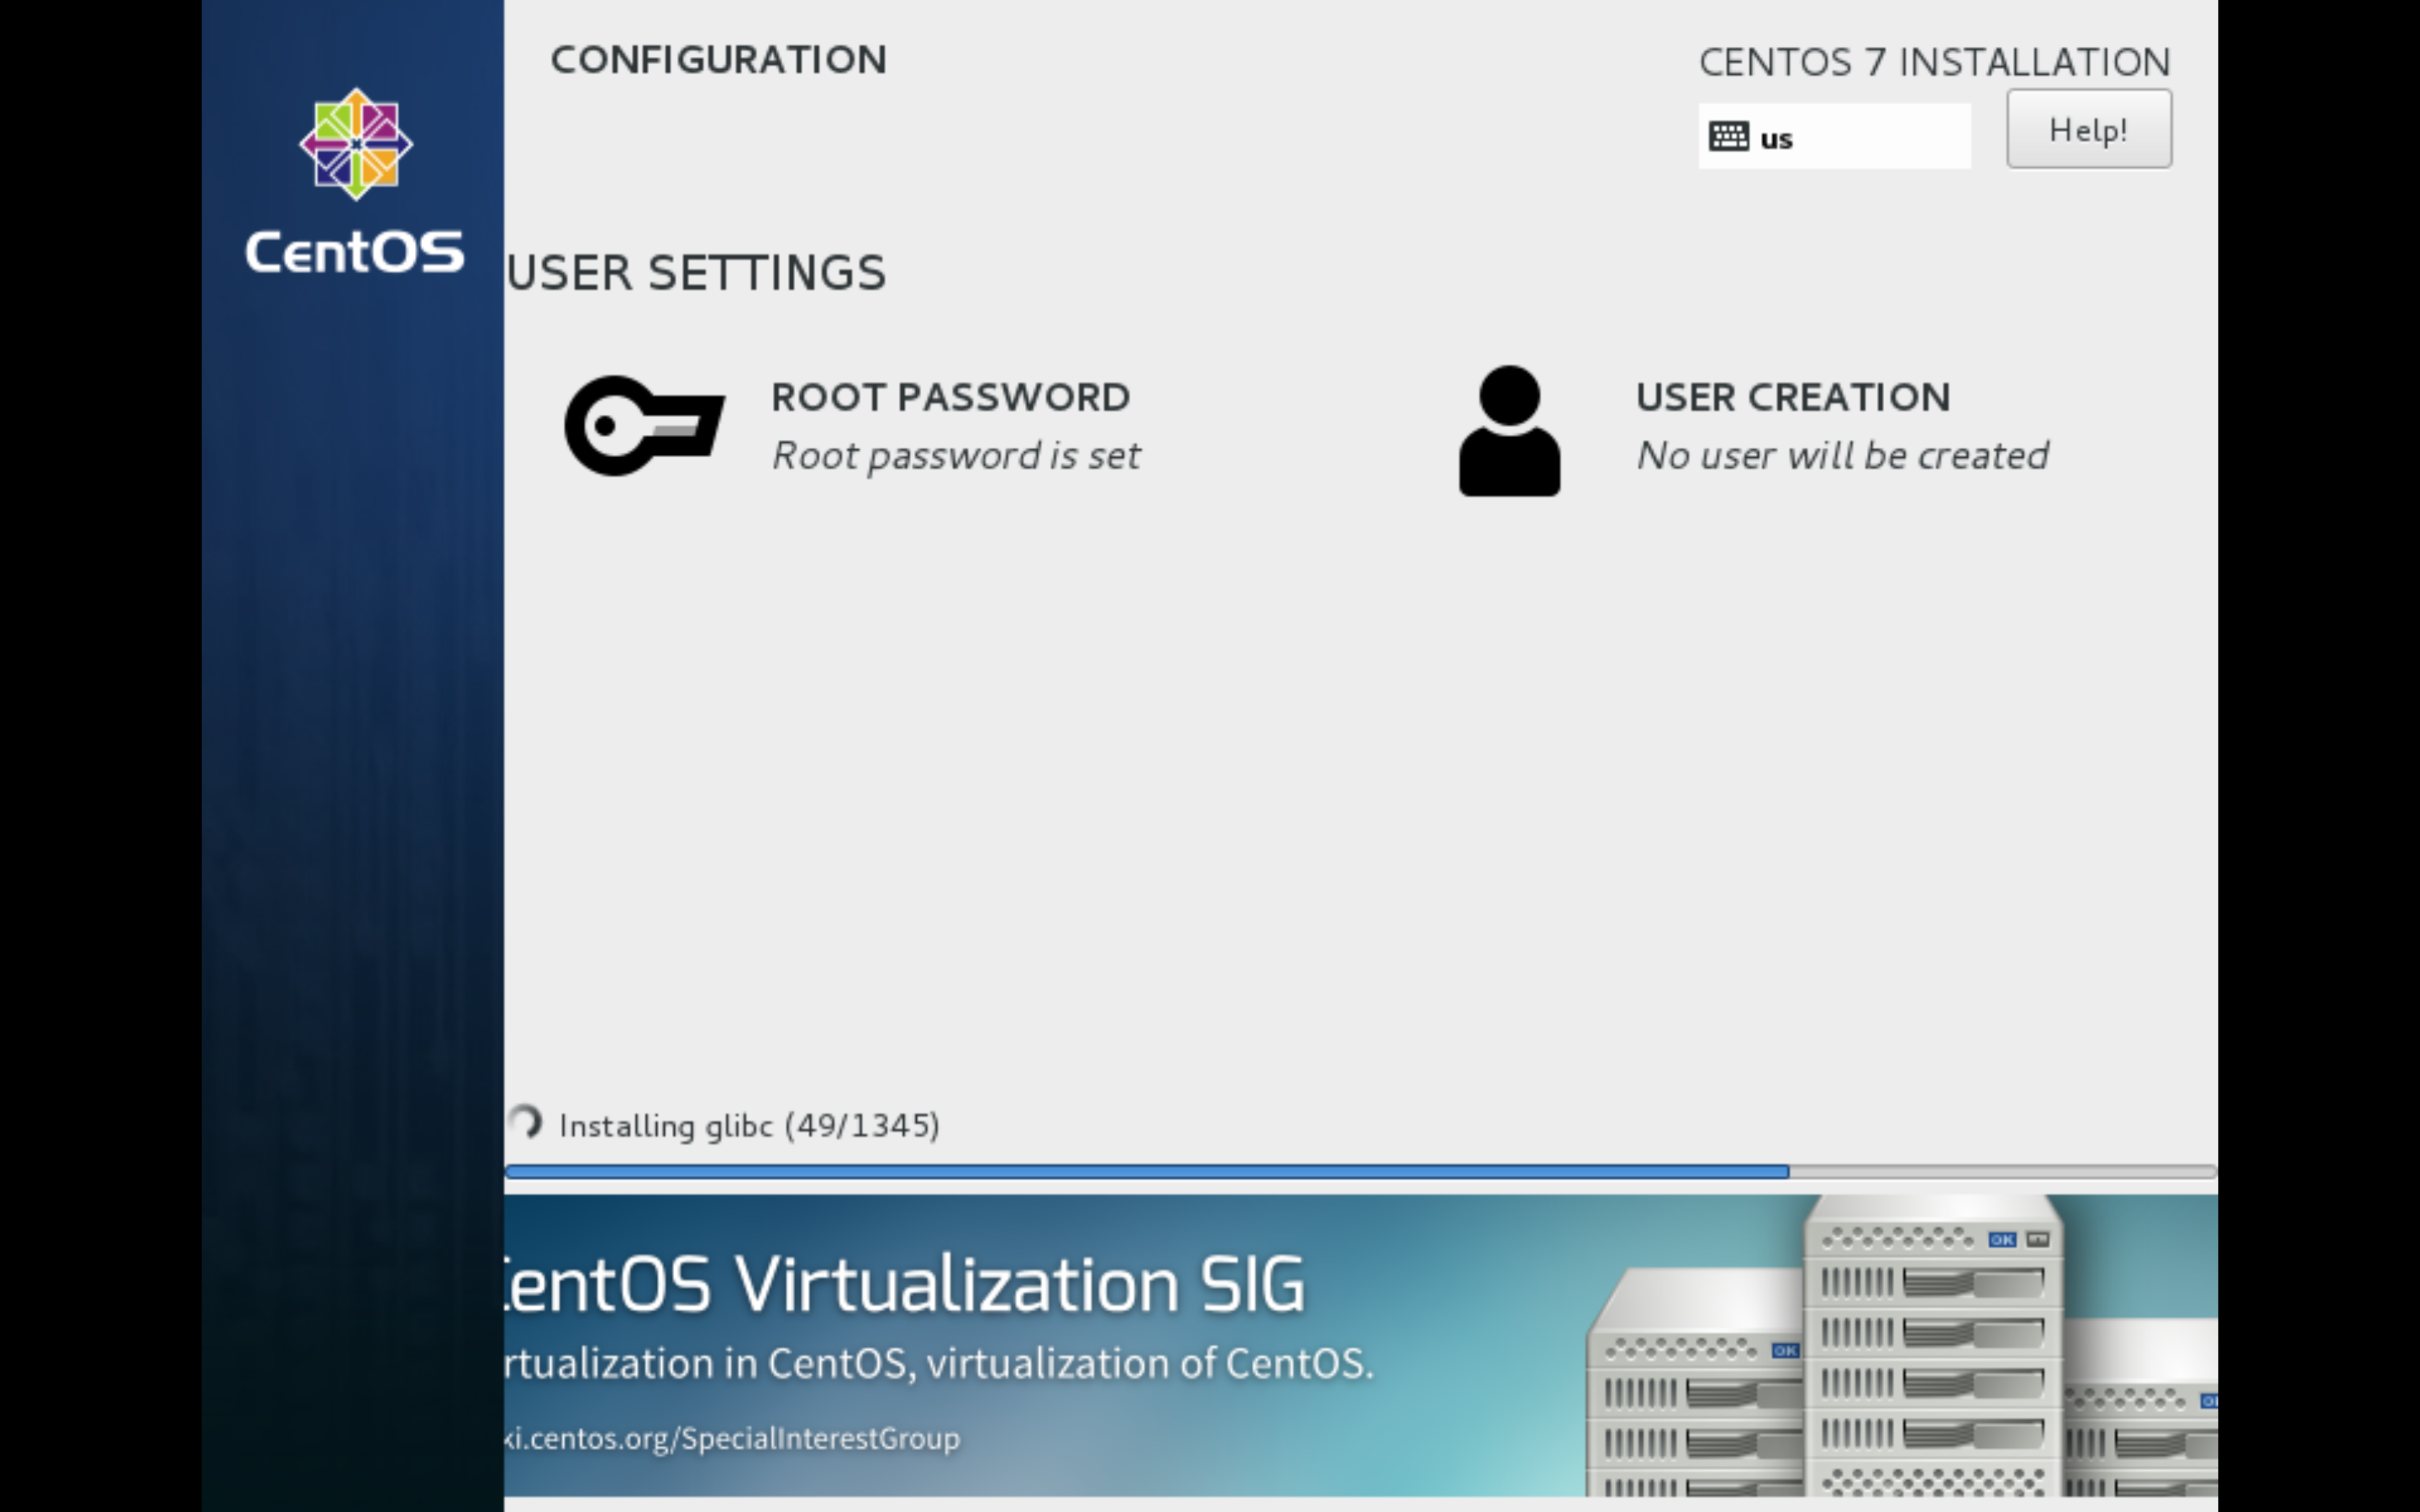 CONFIGURATION
CENTOS 7 INSTALLATION
us
Help!
CentOS
USER SETTINGS
ROOT PASSWORD
Root password is set
USER CREATION
No user will be created
Installing glibc (49/1345)
CentOS Virtualization SIG
rtualization in CentOS, virtualization of CentOS.
ki.centos.org/SpecialInterestGroup
OK
OK